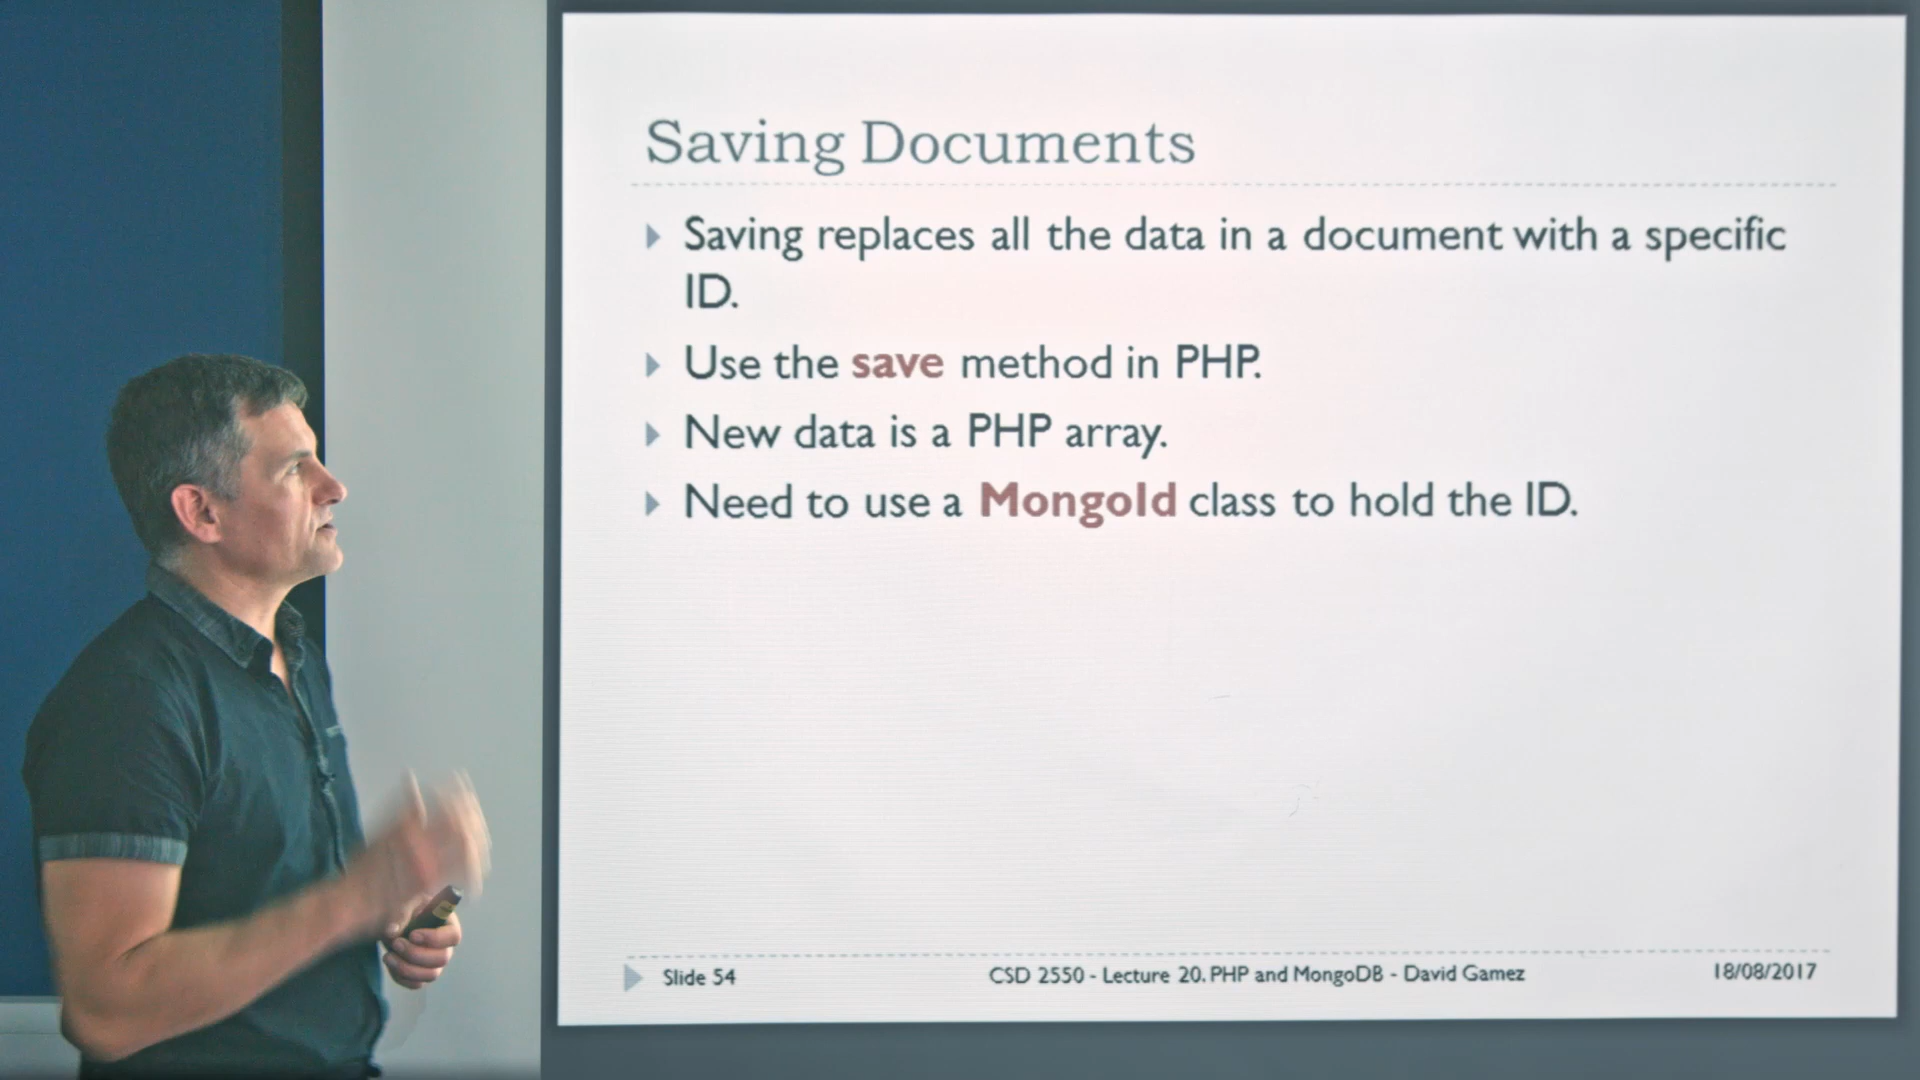 Saving Documents
Saving replaces all the data in a document with a specific
ID.
Use the save method in PHP.
New data is a PHP array.
Need to use a MongoId class to hold the ID.
Slide 54
CSD 2550 - Lecture 20. PHP and MongoDB - David Gamez
18/08/2017